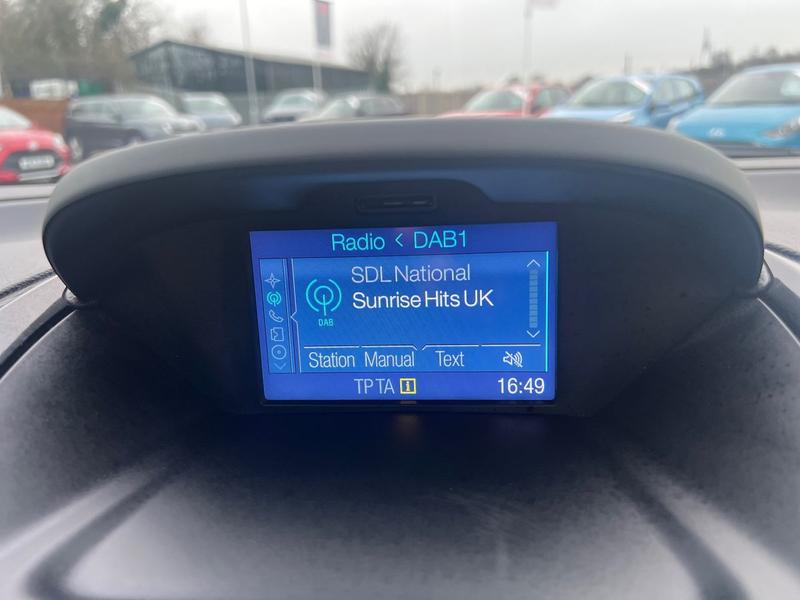 Radio < DAB1
SDL National
Sunrise Hits UK
DAB
Station Manual Text
TP TA i 16:49